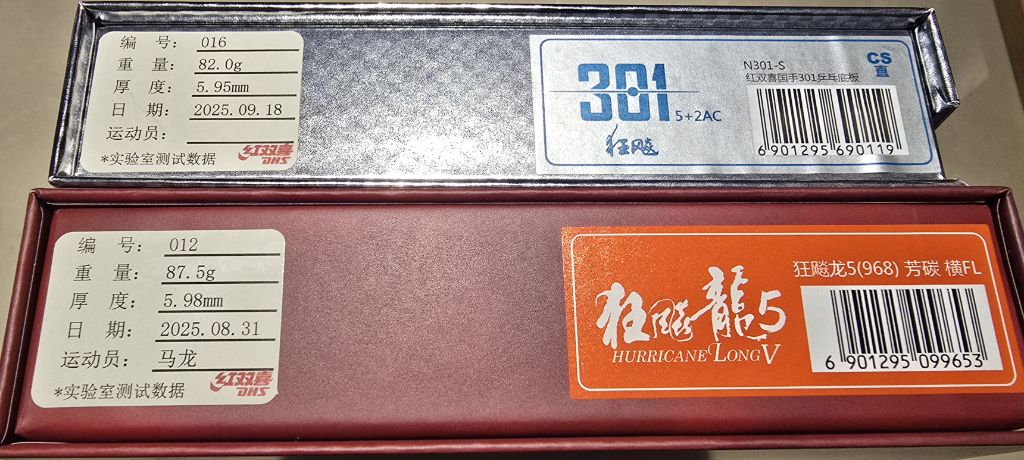 编 号： 016
重 量： 82.0g
厚 度： 5.95mm
日 期： 2025.09.18
运动员：
*实验室测试数据
红双喜
DHS
301
5+2AC
狂飚
N301-S
红双喜国手301乒乓底板
CS
直
6 901295 690119
编 号： 012
重 量： 87.5g
厚 度： 5.98mm
日 期： 2025.08.31
运动员： 马龙
*实验室测试数据
红双喜
DHS
狂飚龍5
HURRICANE LONG V
狂飚龙5(968) 芳碳 横FL
6 901295 099653